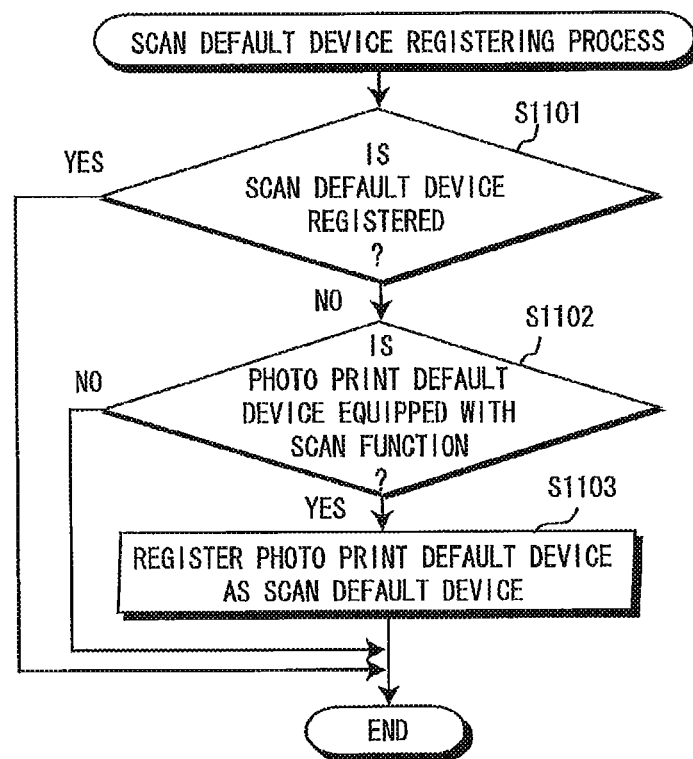 SCAN DEFAULT DEVICE REGISTERING PROCESS
S1101
YES
IS
SCAN DEFAULT DEVICE
REGISTERED
?
NO
S1102
NO
IS
PHOTO PRINT DEFAULT
DEVICE EQUIPPED WITH
SCAN FUNCTION
?
YES
S1103
REGISTER PHOTO PRINT DEFAULT DEVICE
AS SCAN DEFAULT DEVICE
END